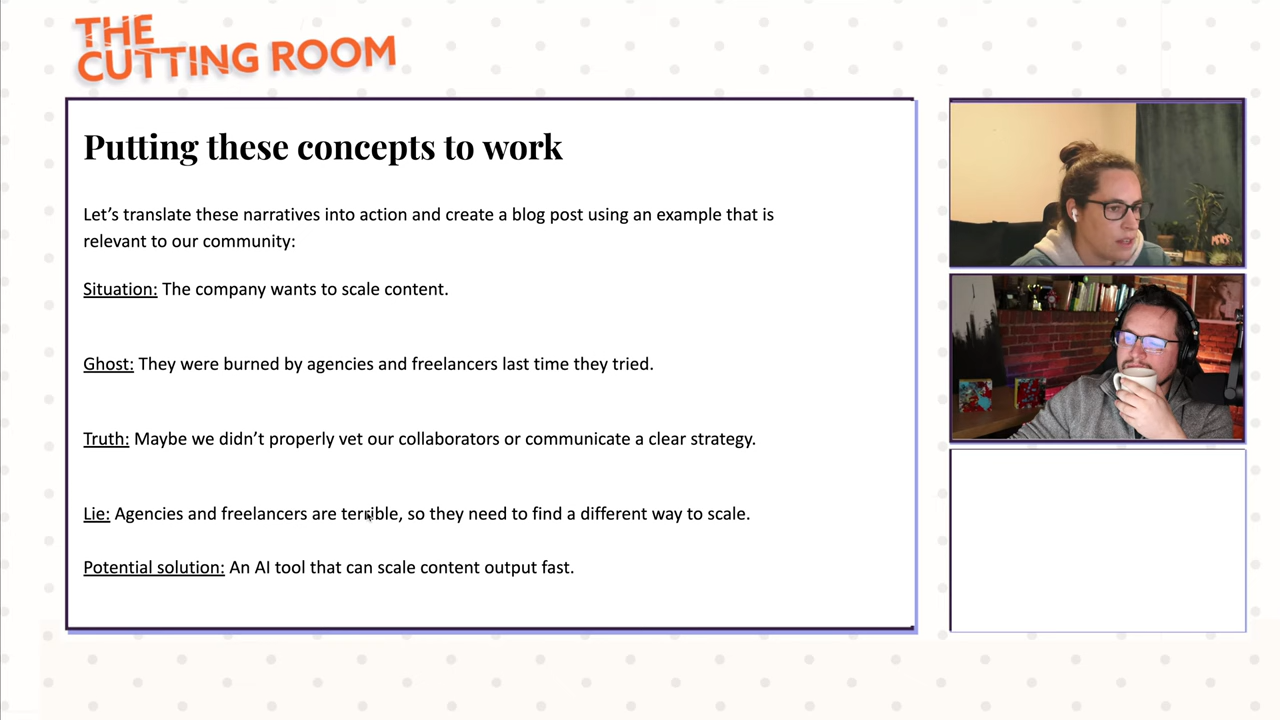 THE
CUTTING ROOM
Putting these concepts to work
Let’s translate these narratives into action and create a blog post using an example that is
relevant to our community:
Situation: The company wants to scale content.
Ghost: They were burned by agencies and freelancers last time they tried.
Truth: Maybe we didn’t properly vet our collaborators or communicate a clear strategy.
Lie: Agencies and freelancers are terrible, so they need to find a different way to scale.
Potential solution: An AI tool that can scale content output fast.